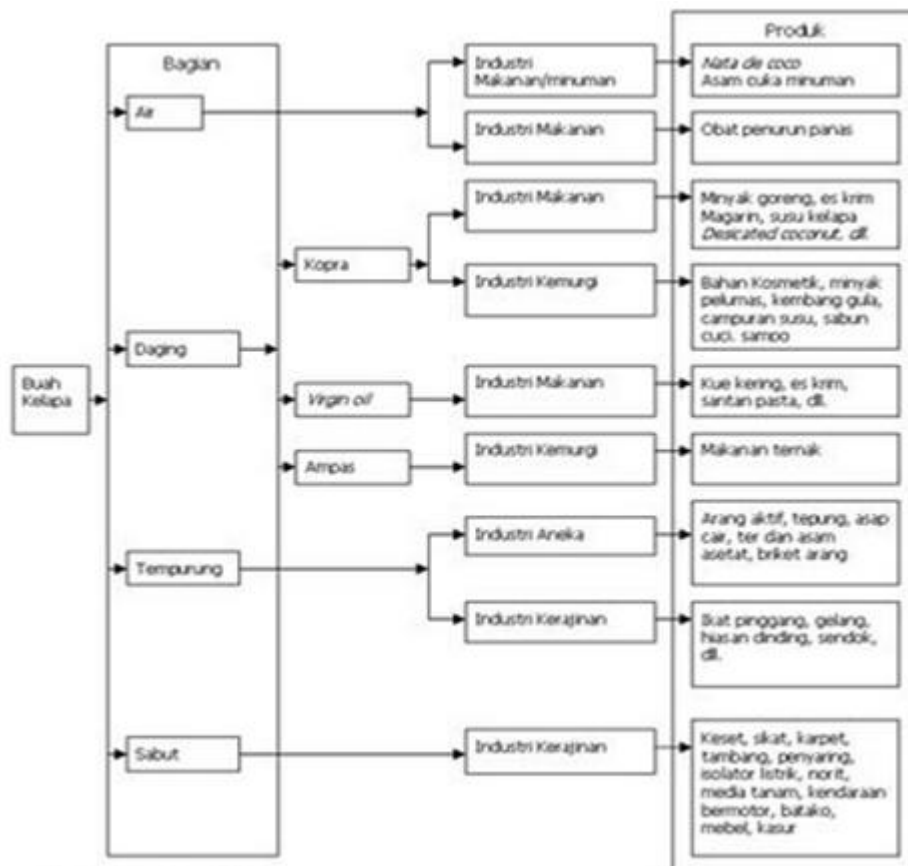 Produk
Bagian
Buah
Kelapa
Air
Industri
Makanan/minuman
Nata de coco
Asam cuka minuman
Industri Makanan
Obat penurun panas
Daging
Kopra
Industri Makanan
Minyak goreng, es krim
Magarin, susu kelapa
Desicated coconut, dll.
Industri Kemurgi
Bahan Kosmetik, minyak
pelumas, kembang gula,
campuran susu, sabun
cuci. sampo
Virgin oil
Industri Makanan
Kue kering, es krim,
santan pasta, dll.
Ampas
Industri Kemurgi
Makanan ternak
Tempurung
Industri Aneka
Arang aktif, tepung, asap
cair, ter dan asam
asetat, briket arang
Industri Kerajinan
Ikat pinggang, gelang,
hiasan dinding, sendok,
dll.
Sabut
Industri Kerajinan
Keset, sikat, karpet,
tambang, penyaring,
isolator listrik, norit,
media tanam, kendaraan
bermotor, batako,
mebel, kasur